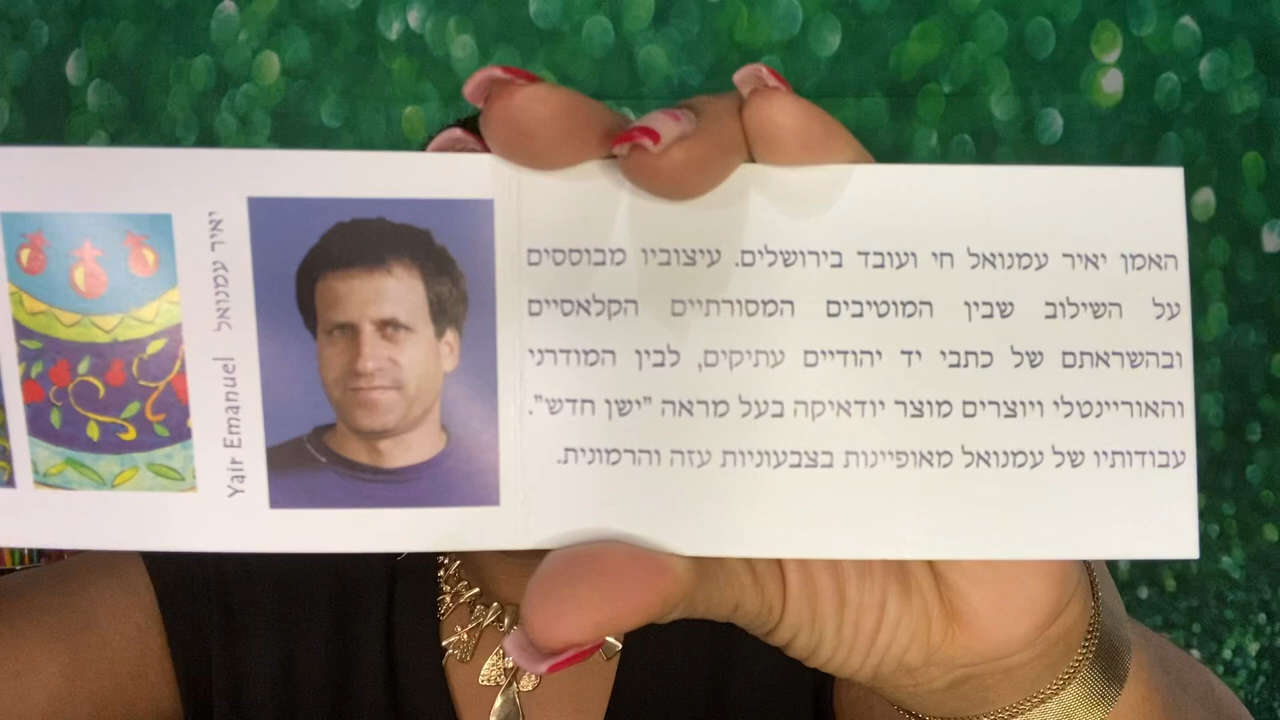 האמן יאיר עמנואל חי ועובד בירושלים. עיצוביו מבוססים
על השילוב שבין המוטיבים המסורתיים הקלאסיים
ובהשראתם של כתבי יד יהודיים עתיקים, לבין המודרני
והאוריינטלי ויוצרים מוצר יודאיקה בעל מראה "ישן חדש".
עבודותיו של עמנואל מאופיינות בצבעוניות עזה והרמונית.
יאיר עמנואל
Yair Emanuel